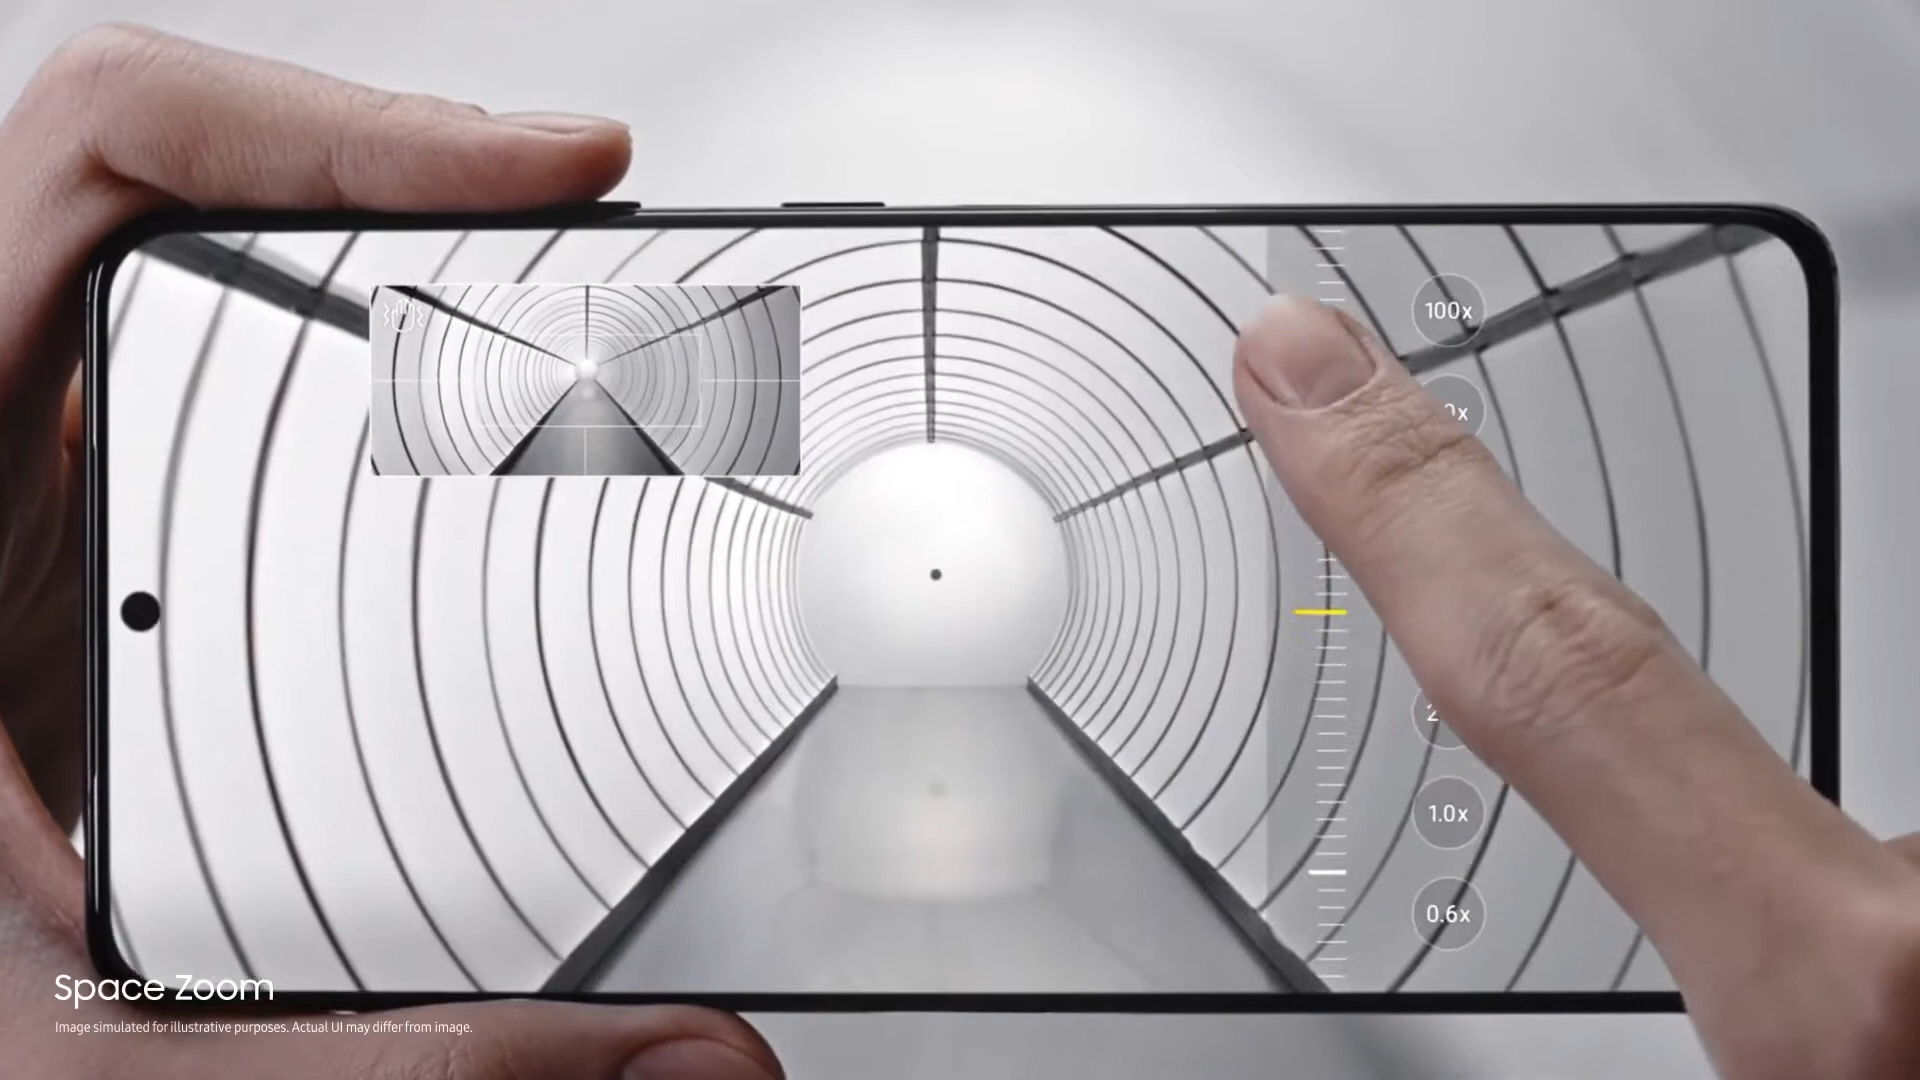 100x
1.0x
0.6x
Space Zoom
Image simulated for illustrative purposes. Actual UI may differ from image.